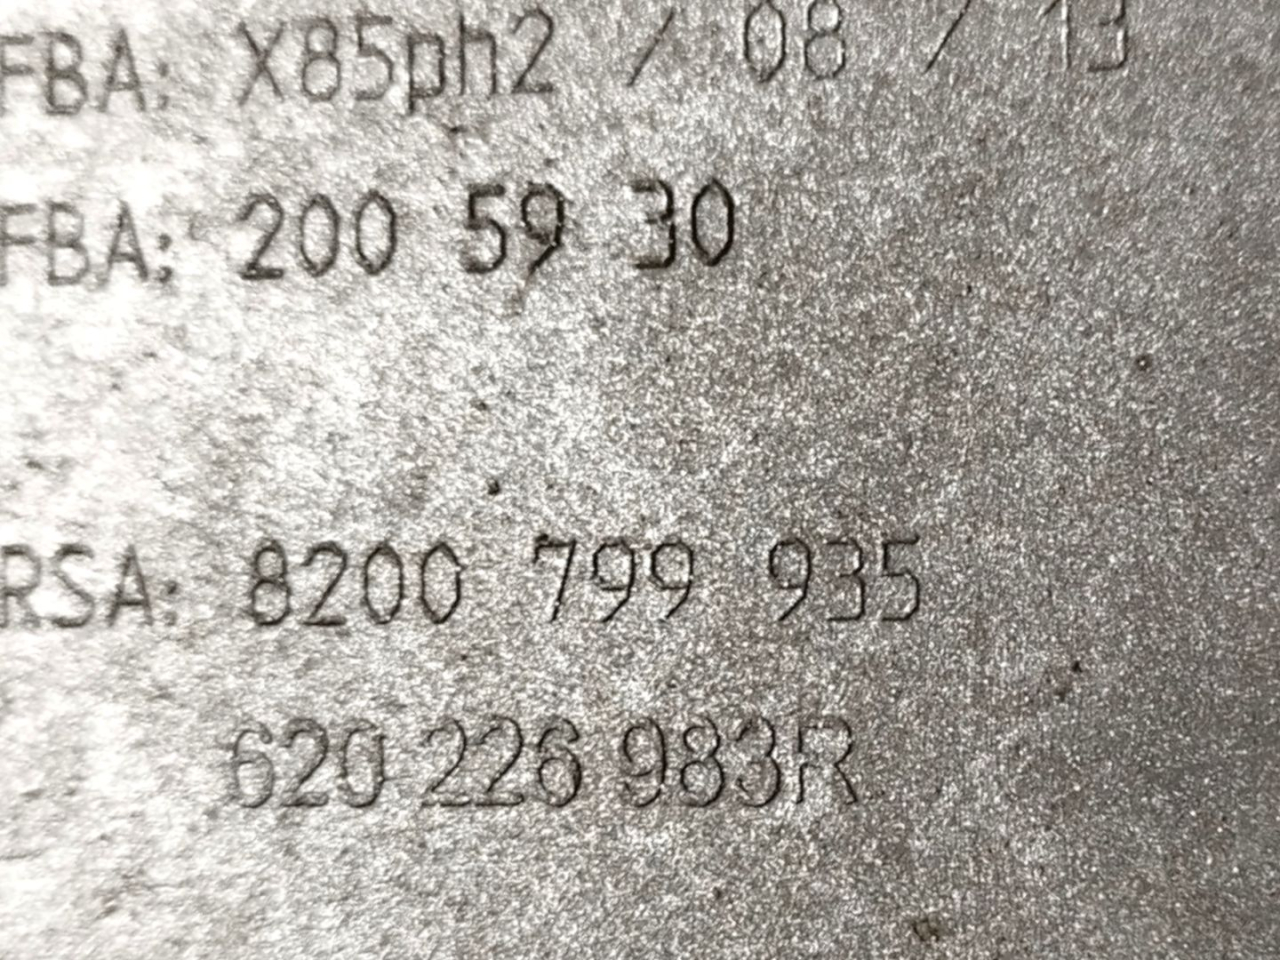 FBA: X85ph2 / 08 / 13
FBA: 200 59 30
RSA: 8200 799 935
620 226 983R